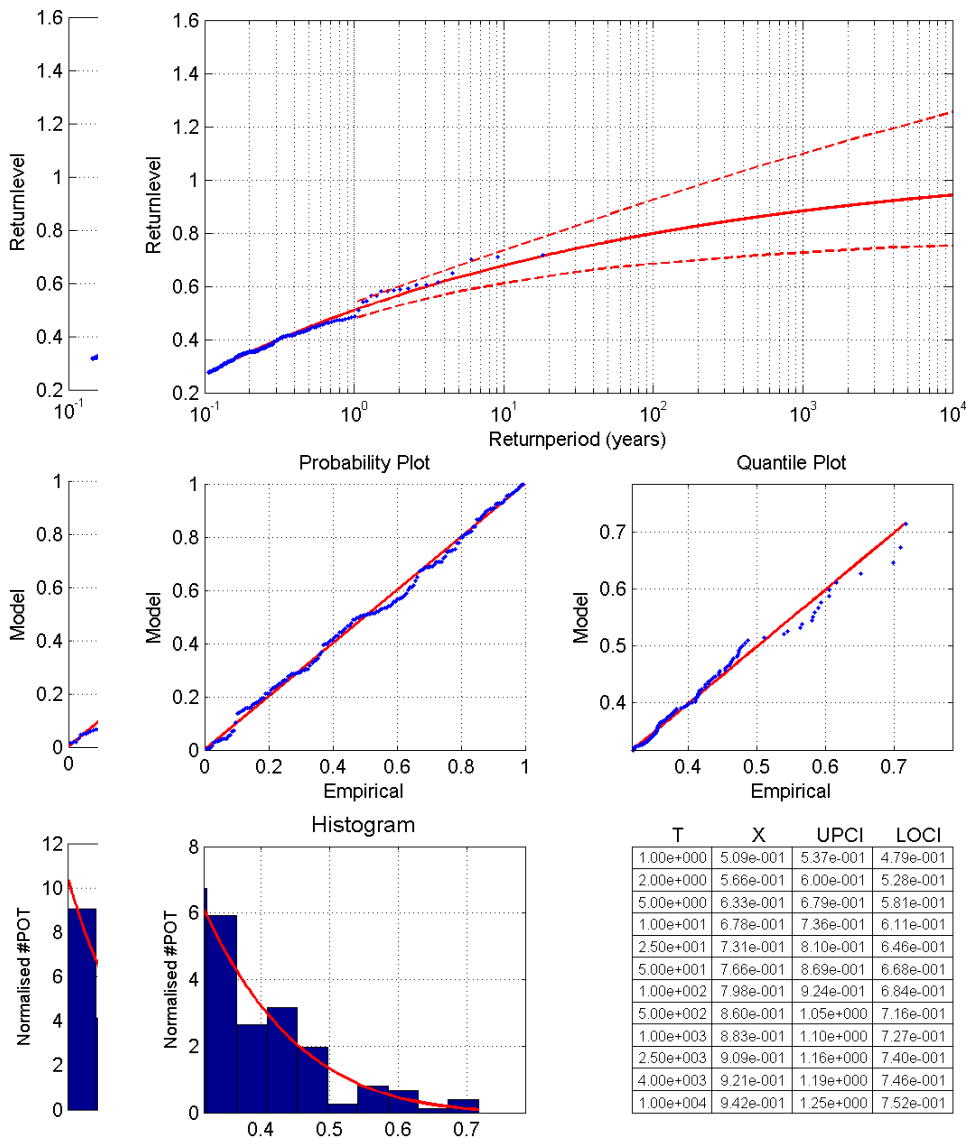 1.6
1.4
1.2
1
0.8
0.6
0.4
0.2
10-1
Returnlevel
1.6
1.4
1.2
1
0.8
0.6
0.4
0.2
Returnlevel
10-1
100
101
102
103
104
Returnperiod (years)
1
0.8
0.6
0.4
0.2
0
0
Model
Probability Plot
1
0.8
0.6
0.4
0.2
0
Model
0
0.2
0.4
0.6
0.8
1
Empirical
Quantile Plot
0.7
0.6
0.5
0.4
Model
0.4
0.5
0.6
0.7
Empirical
12
10
8
6
4
2
0
Normalised #POT
Histogram
8
6
4
2
0
Normalised #POT
0.4
0.5
0.6
0.7
T X UPCI LOCI
1.00e+000 5.09e-001 5.37e-001 4.79e-001
2.00e+000 5.66e-001 6.00e-001 5.28e-001
5.00e+000 6.33e-001 6.79e-001 5.81e-001
1.00e+001 6.78e-001 7.36e-001 6.11e-001
2.50e+001 7.31e-001 8.10e-001 6.46e-001
5.00e+001 7.66e-001 8.69e-001 6.68e-001
1.00e+002 7.98e-001 9.24e-001 6.84e-001
5.00e+002 8.60e-001 1.05e+000 7.16e-001
1.00e+003 8.83e-001 1.10e+000 7.27e-001
2.50e+003 9.09e-001 1.16e+000 7.40e-001
4.00e+003 9.21e-001 1.19e+000 7.46e-001
1.00e+004 9.42e-001 1.25e+000 7.52e-001